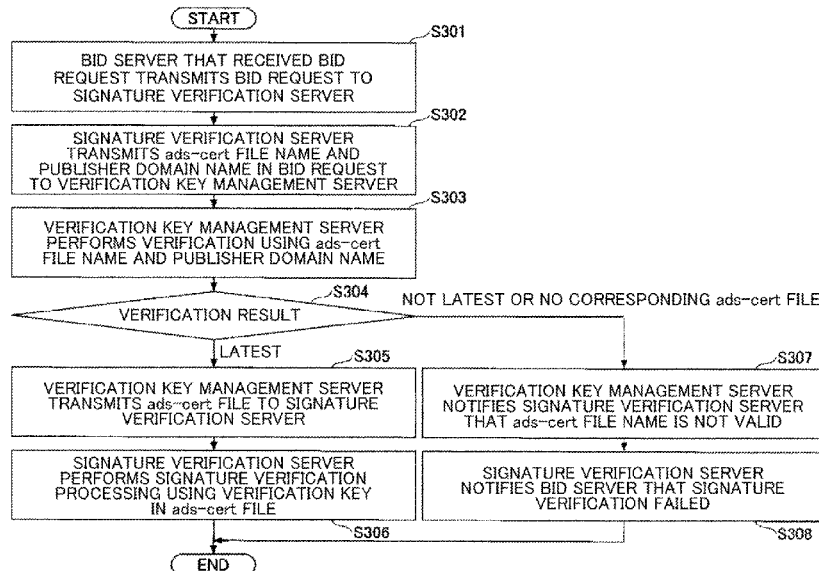 START
S301
BID SERVER THAT RECEIVED BID
REQUEST TRANSMITS BID REQUEST TO
SIGNATURE VERIFICATION SERVER
S302
SIGNATURE VERIFICATION SERVER
TRANSMITS ads-cert FILE NAME AND
PUBLISHER DOMAIN NAME IN BID REQUEST
TO VERIFICATION KEY MANAGEMENT SERVER
S303
VERIFICATION KEY MANAGEMENT SERVER
PERFORMS VERIFICATION USING ads-cert
FILE NAME AND PUBLISHER DOMAIN NAME
S304
VERIFICATION RESULT
NOT LATEST OR NO CORRESPONDING ads-cert FILE
LATEST
S305
VERIFICATION KEY MANAGEMENT SERVER
TRANSMITS ads-cert FILE TO SIGNATURE
VERIFICATION SERVER
S307
VERIFICATION KEY MANAGEMENT SERVER
NOTIFIES SIGNATURE VERIFICATION SERVER
THAT ads-cert FILE NAME IS NOT VALID
SIGNATURE VERIFICATION SERVER
PERFORMS SIGNATURE VERIFICATION
PROCESSING USING VERIFICATION KEY
IN ads-cert FILE
S306
SIGNATURE VERIFICATION SERVER
NOTIFIES BID SERVER THAT SIGNATURE
VERIFICATION FAILED
S308
END